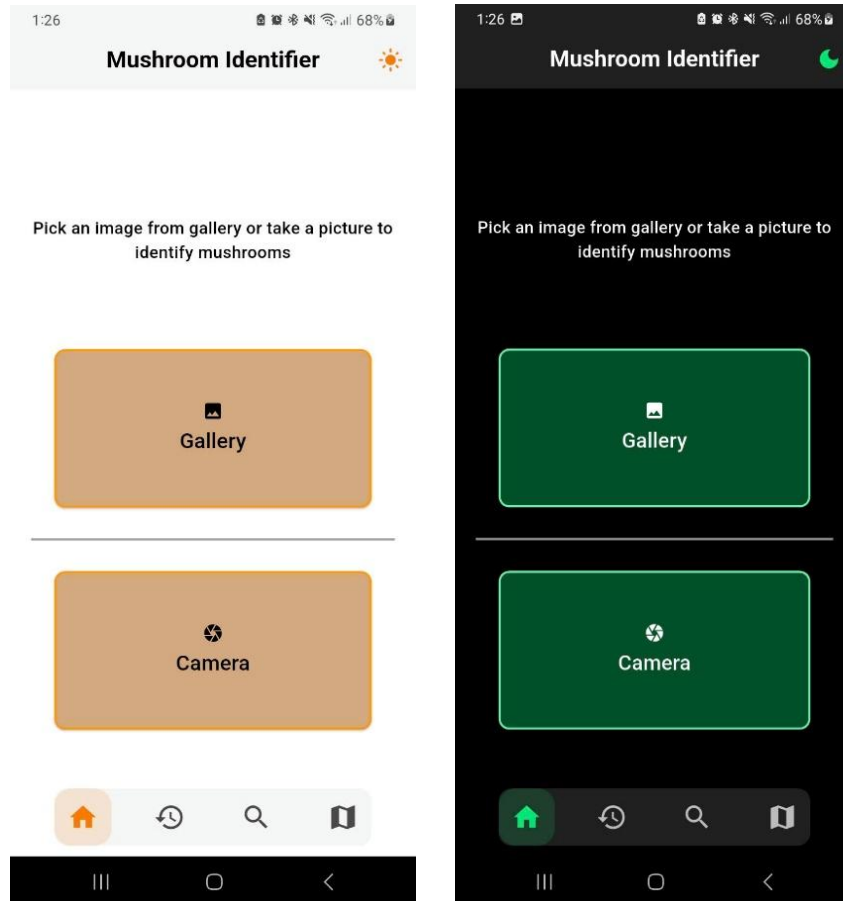 1:26
68%
Mushroom Identifier
Pick an image from gallery or take a picture to
identify mushrooms
Gallery
Camera
1:26
68%
Mushroom Identifier
Pick an image from gallery or take a picture to
identify mushrooms
Gallery
Camera